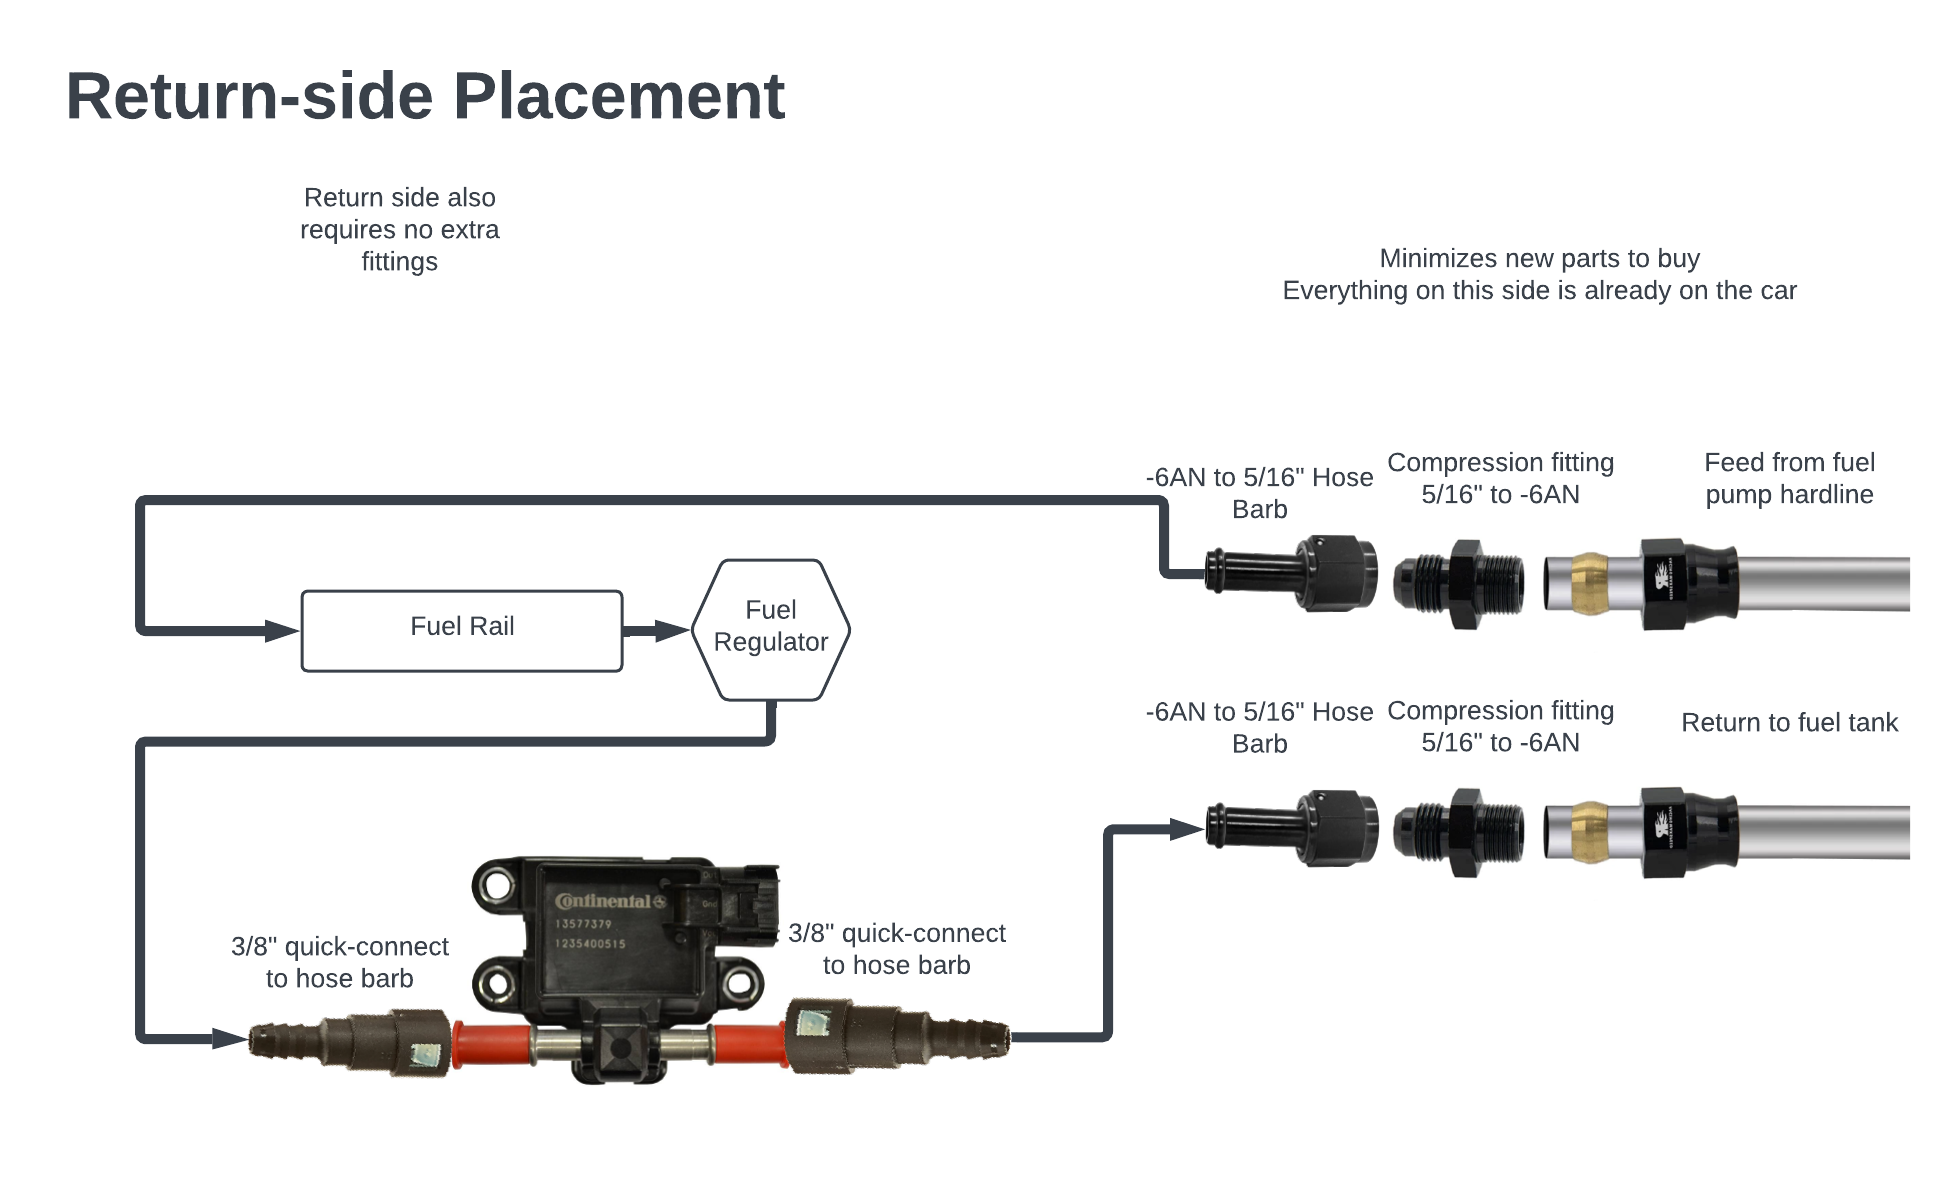 Return-side Placement
Return side also
requires no extra
fittings
Minimizes new parts to buy
Everything on this side is already on the car
-6AN to 5/16" Hose
Barb
Compression fitting
5/16" to -6AN
Feed from fuel
pump hardline
Fuel Rail
Fuel
Regulator
-6AN to 5/16" Hose
Barb
Compression fitting
5/16" to -6AN
Return to fuel tank
3/8" quick-connect
to hose barb
Continental
13577379
1235400515
Out
Gnd
3/8" quick-connect
to hose barb